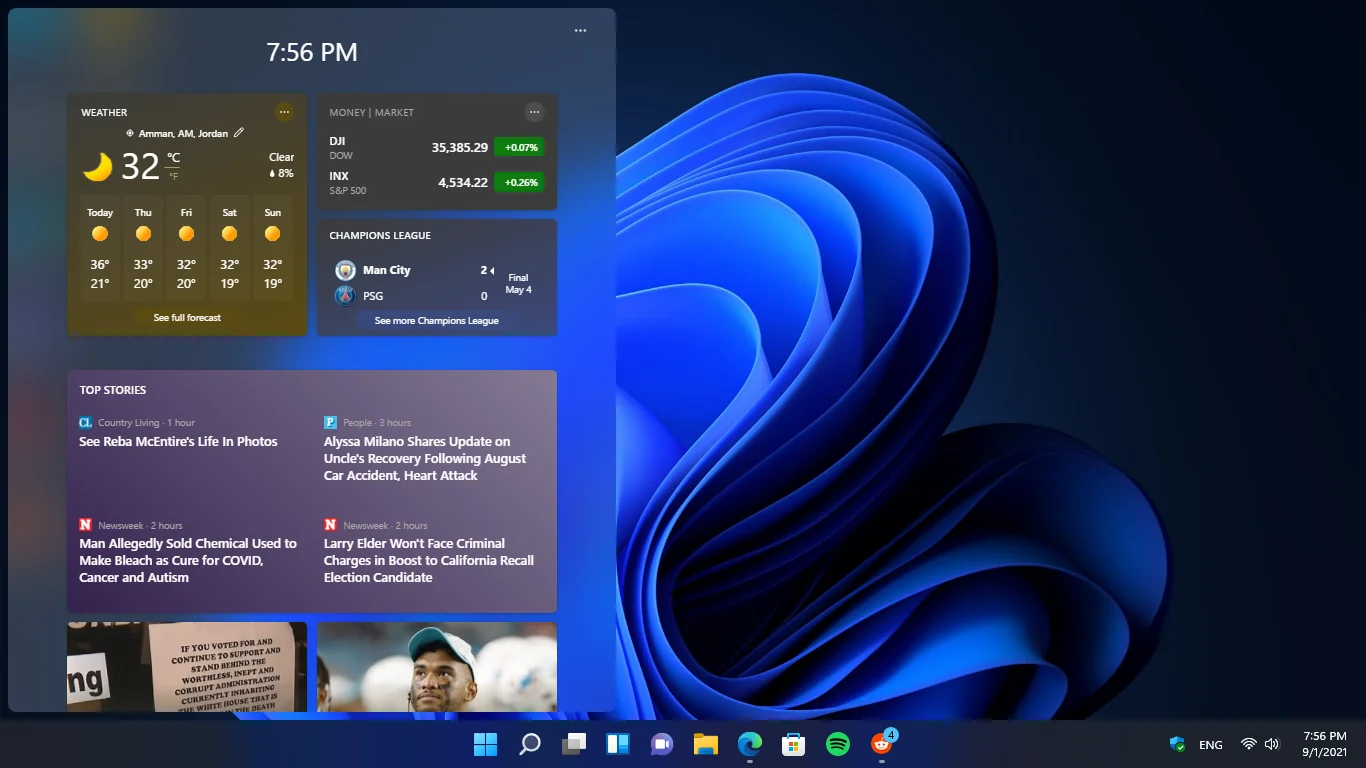 7:56 PM
WEATHER
Amman, AM, Jordan
32 °C
°F
Clear
8%
Today Thu Fri Sat Sun
36° 33° 32° 32° 32°
21° 20° 20° 19° 19°
See full forecast
MONEY | MARKET
DJI
DOW
35,385.29 +0.07%
INX
S&P 500
4,534.22 +0.26%
CHAMPIONS LEAGUE
Man City 2
PSG 0
Final
May 4
See more Champions League
TOP STORIES
CL Country Living · 1 hour
See Reba McEntire's Life In Photos
P People · 3 hours
Alyssa Milano Shares Update on
Uncle's Recovery Following August
Car Accident, Heart Attack
N Newsweek · 2 hours
Man Allegedly Sold Chemical Used to
Make Bleach as Cure for COVID,
Cancer and Autism
N Newsweek · 2 hours
Larry Elder Won't Face Criminal
Charges in Boost to California Recall
Election Candidate
ng
IF YOU VOTED FOR AND
CONTINUE TO SUPPORT AND
STAND BEHIND THE
WORTHLESS, INEPT AND
CORRUPT ADMINISTRATION
CURRENTLY INHABITING
THE WHITE HOUSE THAT IS
IN THE DEATH
4
ENG
7:56 PM
9/1/2021